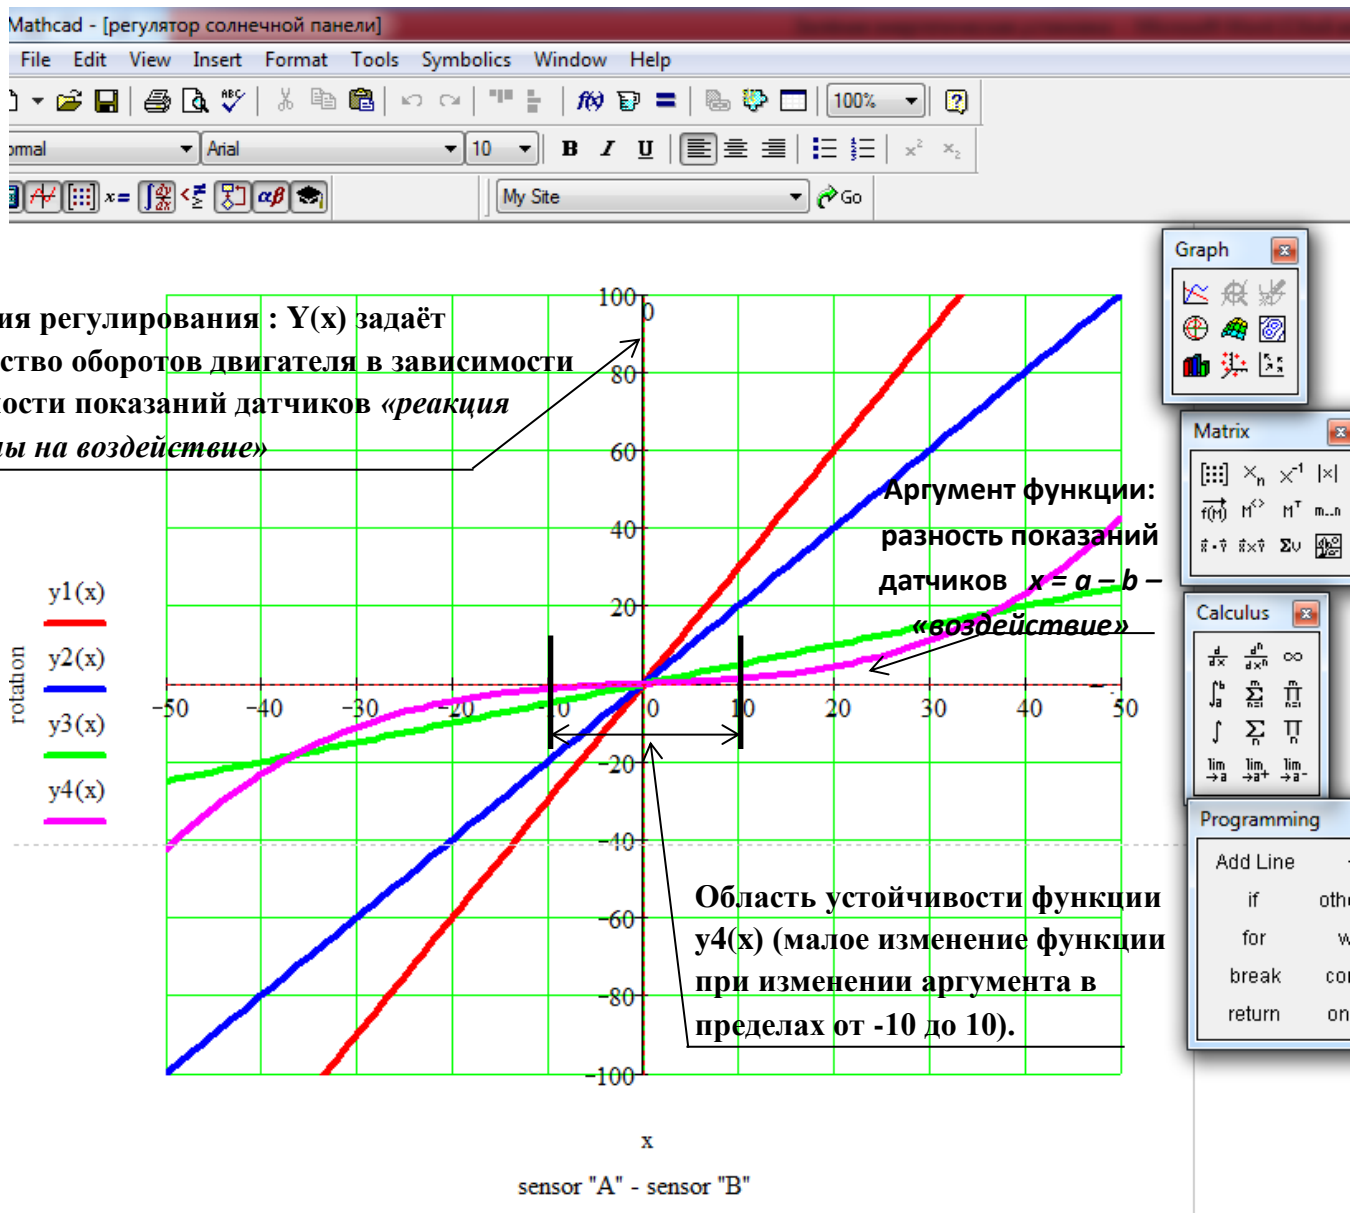 Mathcad - [регулятор солнечной панели]
File Edit View Insert Format Tools Symbolics Window Help
100%
Arial 10 B I U
My Site Go
Graph
ия регулирования : Y(x) задаёт
ство оборотов двигателя в зависимости
ности показаний датчиков «реакция
ы на воздействие»
Matrix
Аргумент функции:
разность показаний
датчиков x = a – b –
«воздействие»
Calculus
Programming
Add Line
if
for
break
return
100
80
60
40
20
-20
-40
-60
-80
-100
-50 -40 -30 -20 0 10 20 30 40 50
rotation
y1(x)
y2(x)
y3(x)
y4(x)
Область устойчивости функции
y4(x) (малое изменение функции
при изменении аргумента в
пределах от -10 до 10).
x
sensor "A" - sensor "B"